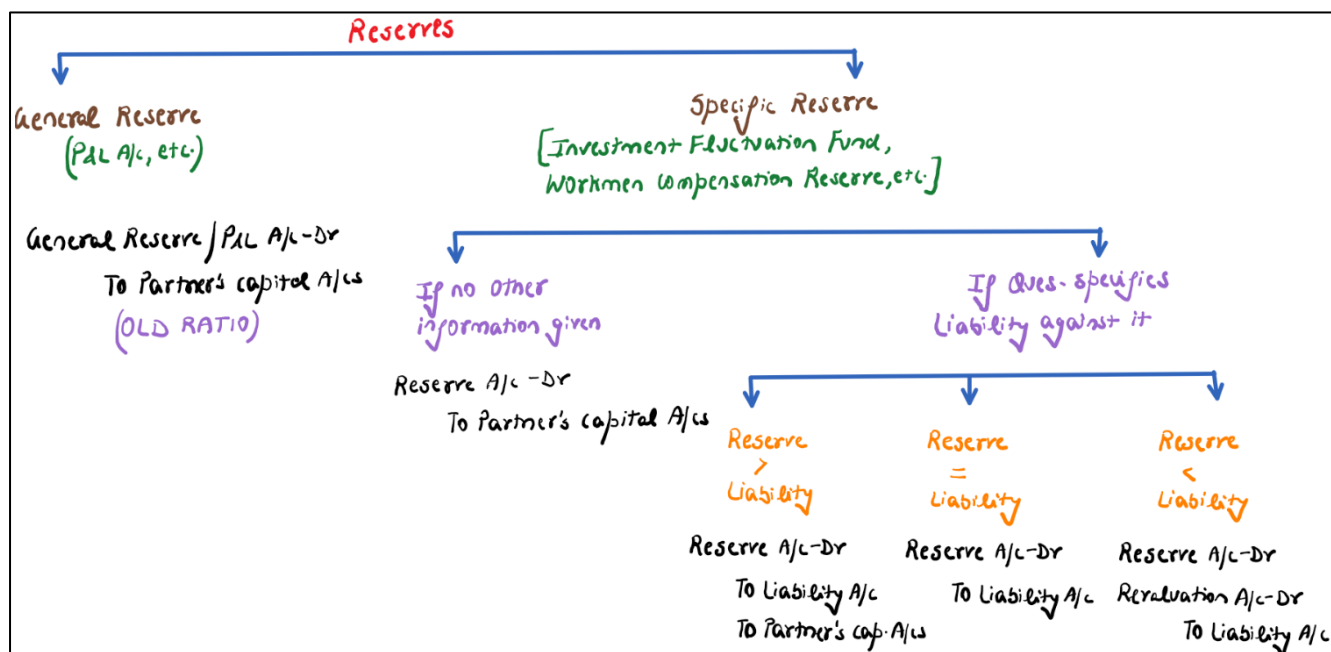 Reserves
General Reserve
(P&L A/c, etc.)
General Reserve/P&L A/c-Dr
To Partner's capital A/cs
(OLD RATIO)
Specific Reserve
[Investment Fluctuation Fund,
Workmen Compensation Reserve, etc.]
If no other
information given
Reserve A/c-Dr
To Partner's capital A/cs
If Ques. specifies
Liability against it
Reserve
>
Liability
Reserve A/c-Dr
To Liability A/c
To Partner's cap. A/cs
Reserve
=
Liability
Reserve A/c-Dr
To Liability A/c
Reserve
<
Liability
Reserve A/c-Dr
Revaluation A/c-Dr
To Liability A/c